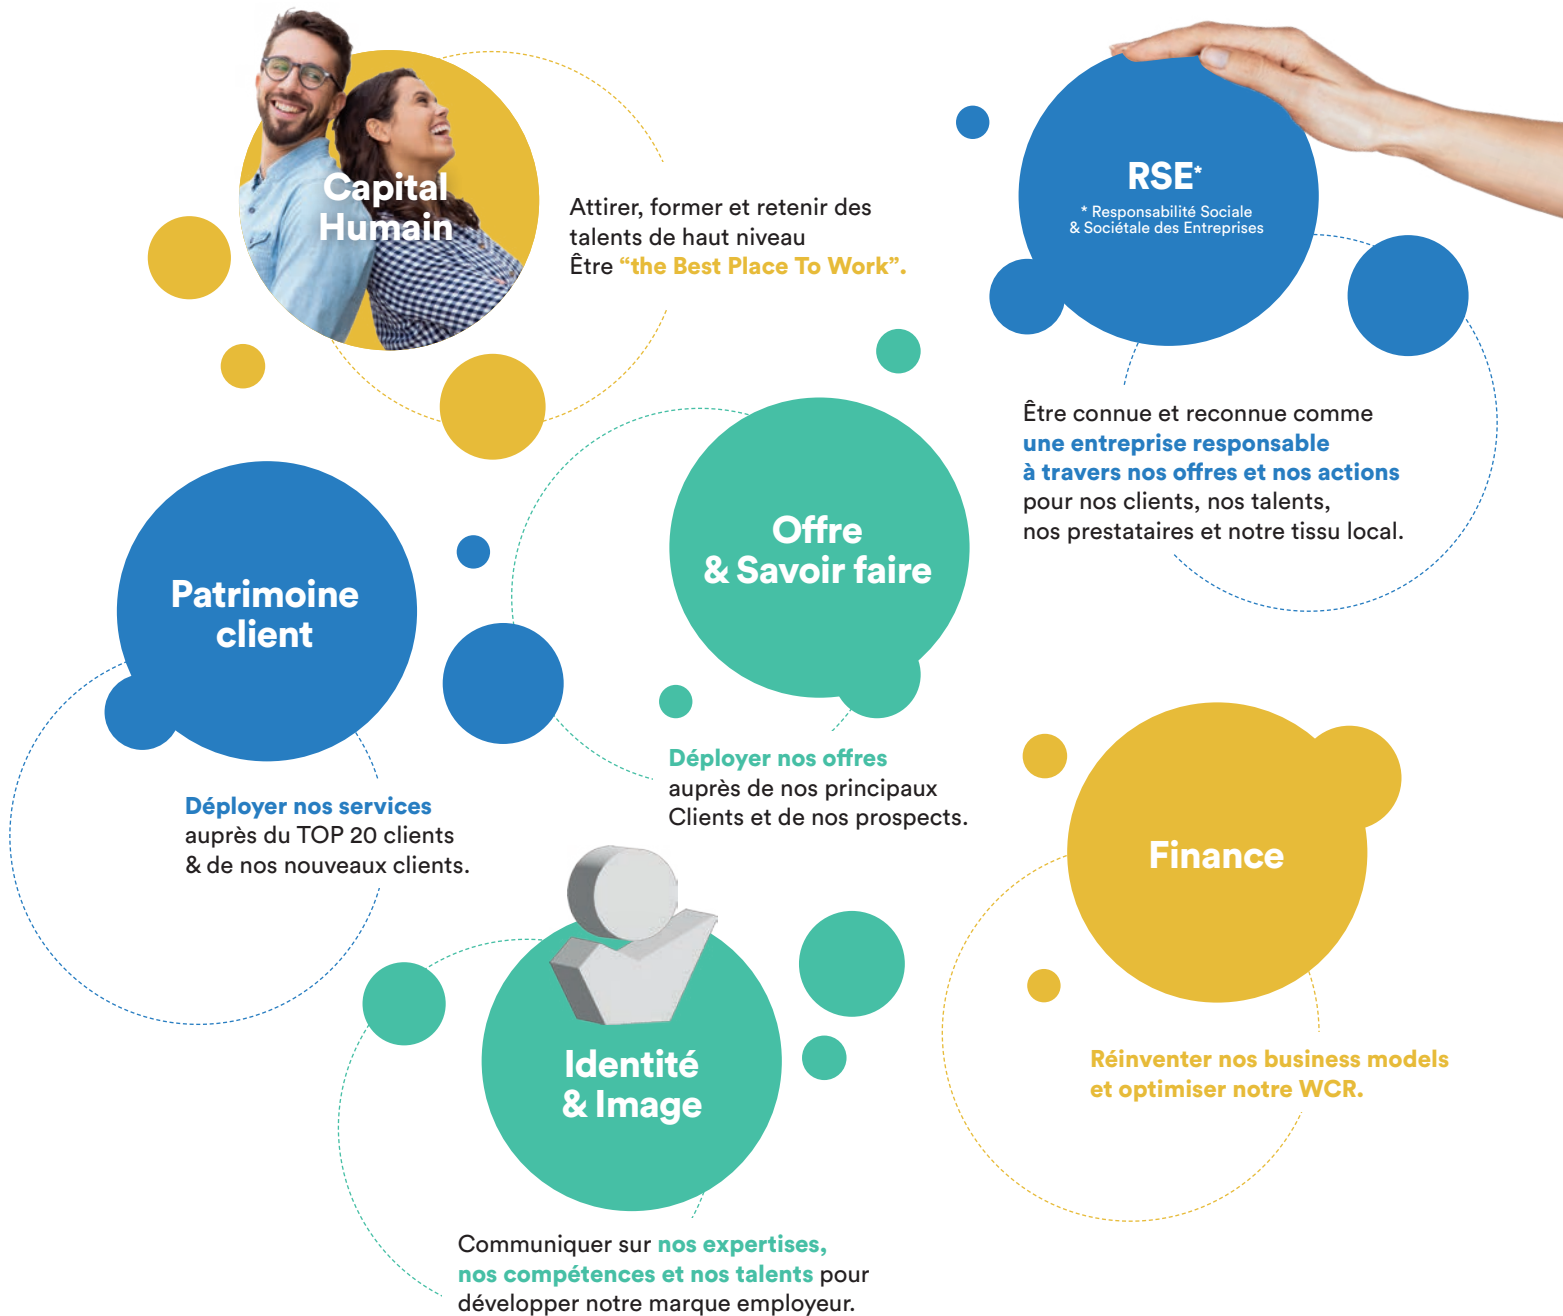 Capital
Humain
Attirer, former et retenir des
talents de haut niveau
Être “the Best Place To Work”.
RSE*
* Responsabilité Sociale
& Sociétale des Entreprises
Être connue et reconnue comme
une entreprise responsable
à travers nos offres et nos actions
pour nos clients, nos talents,
nos prestataires et notre tissu local.
Offre
& Savoir faire
Déployer nos offres
auprès de nos principaux
Clients et de nos prospects.
Patrimoine
client
Déployer nos services
auprès du TOP 20 clients
& de nos nouveaux clients.
Finance
Réinventer nos business models
et optimiser notre WCR.
Identité
& Image
Communiquer sur nos expertises,
nos compétences et nos talents pour
développer notre marque employeur.